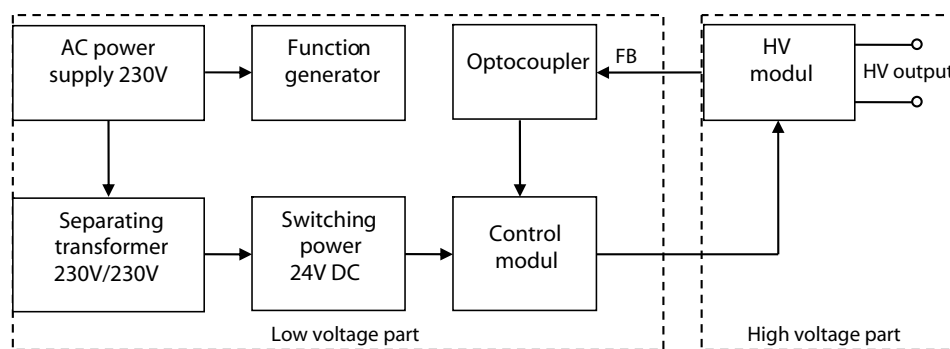 AC power
supply 230V
Function
generator
Optocoupler
FB
HV
modul
HV output
Separating
transformer
230V/230V
Switching
power
24V DC
Control
modul
Low voltage part
High voltage part